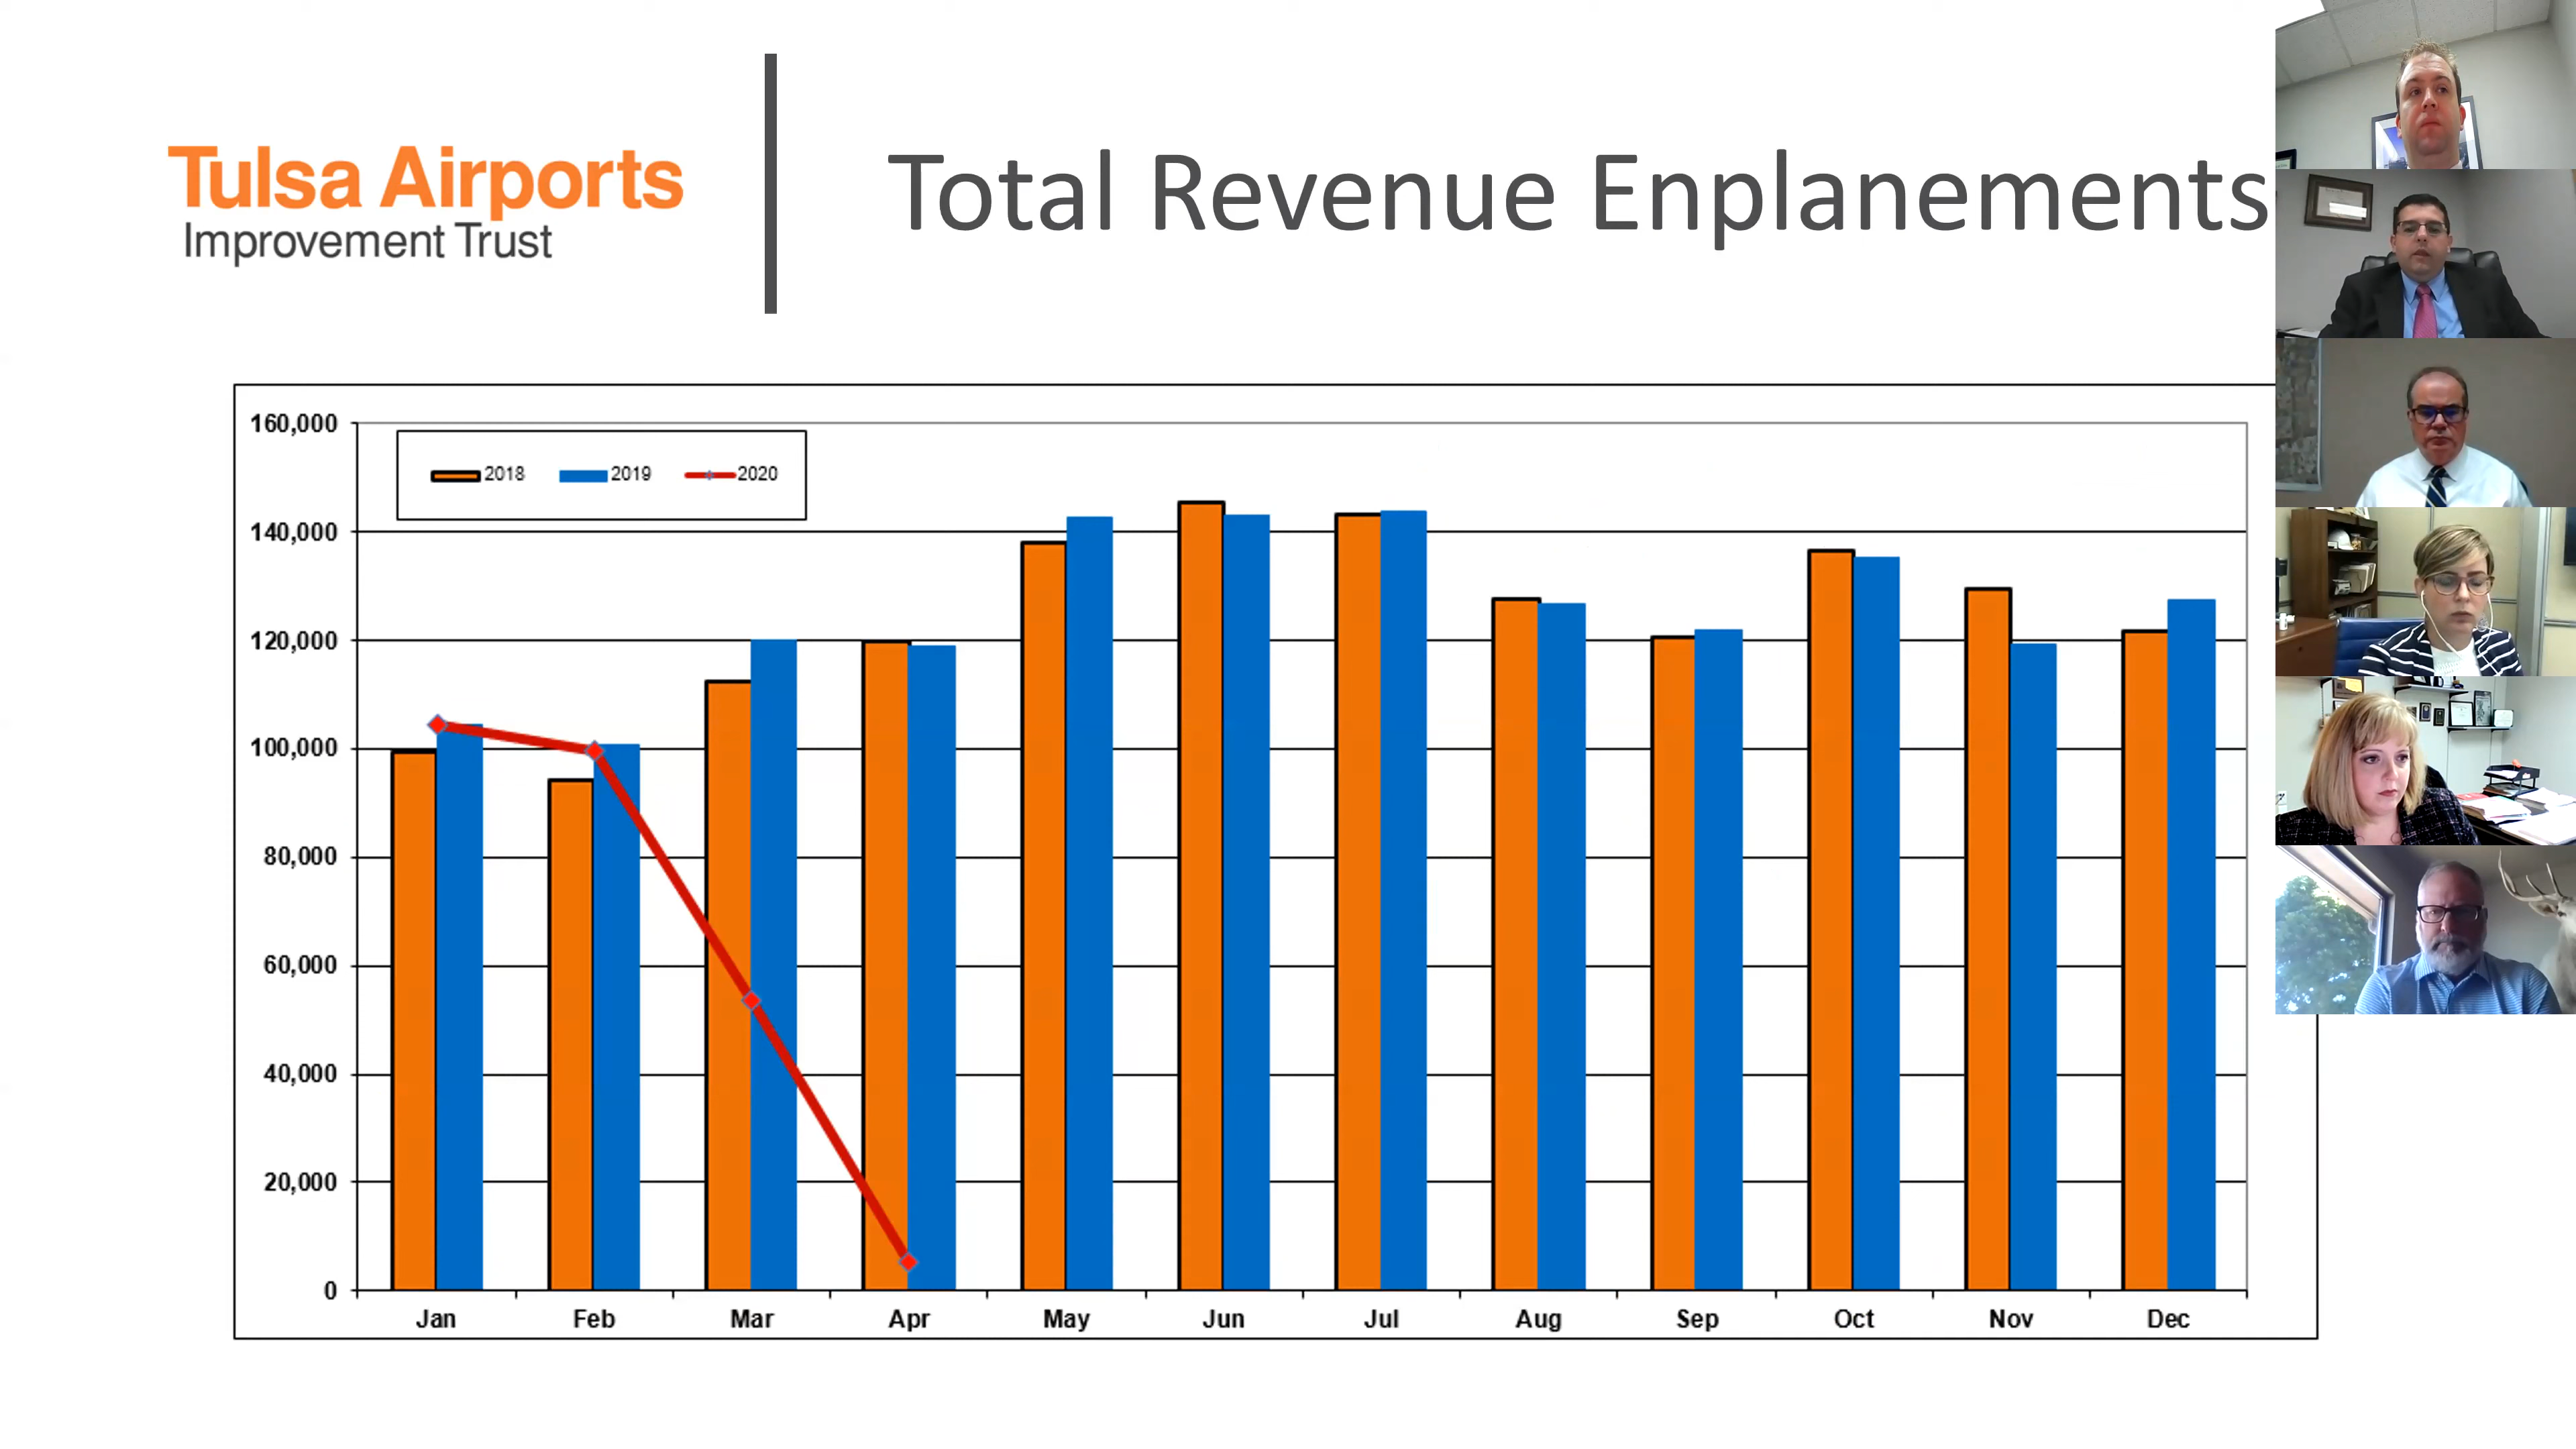 Tulsa Airports
Improvement Trust
Total Revenue Enplanements
160,000
140,000
120,000
100,000
80,000
60,000
40,000
20,000
0
2018 2019 2020
Jan Feb Mar Apr May Jun Jul Aug Sep Oct Nov Dec